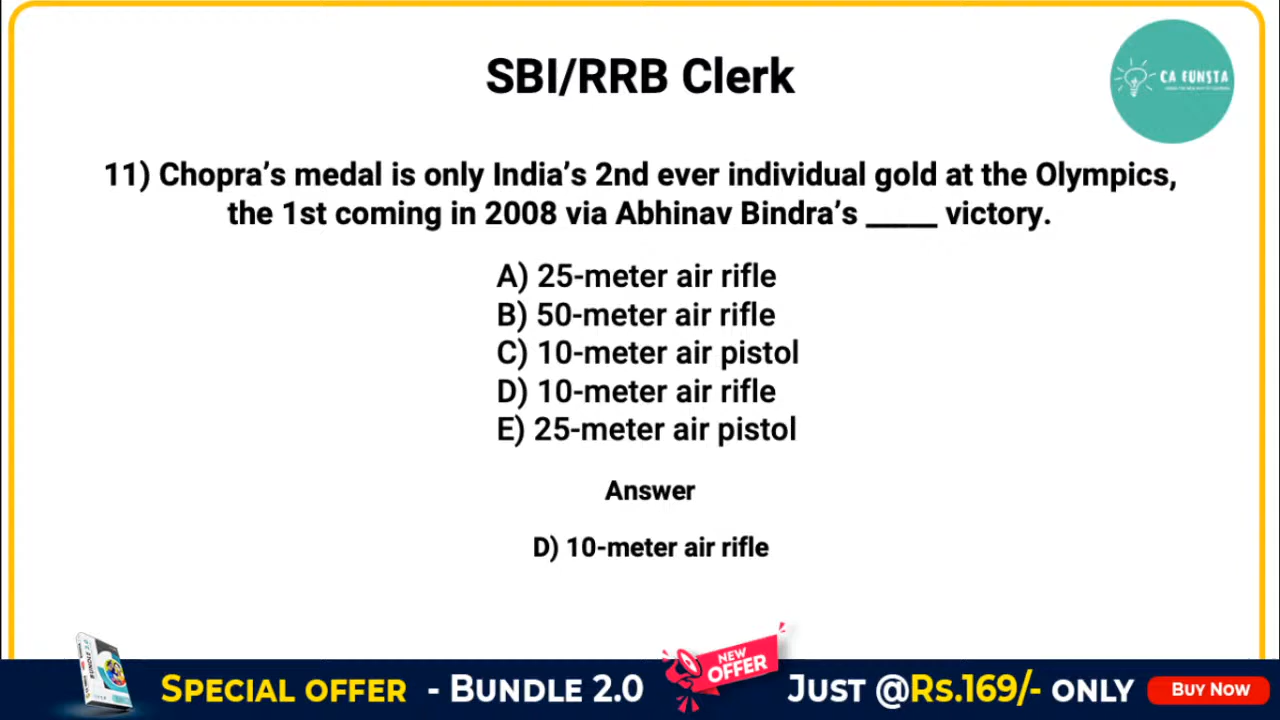 SBI/RRB Clerk
CA FUNSTA
11) Chopra’s medal is only India’s 2nd ever individual gold at the Olympics,
the 1st coming in 2008 via Abhinav Bindra’s _____ victory.
A) 25-meter air rifle
B) 50-meter air rifle
C) 10-meter air pistol
D) 10-meter air rifle
E) 25-meter air pistol
Answer
D) 10-meter air rifle
NEW
OFFER
SPECIAL OFFER - BUNDLE 2.0 JUST @Rs.169/- ONLY Buy Now